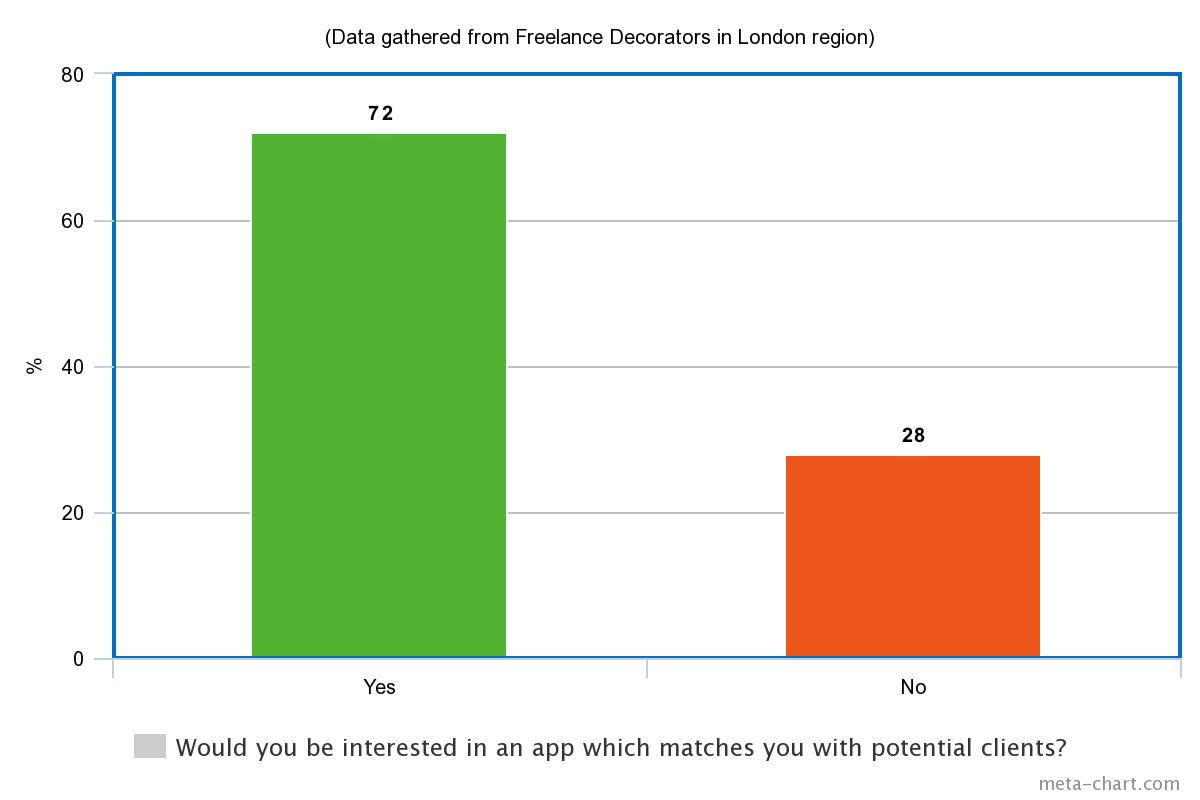 (Data gathered from Freelance Decorators in London region)
80
72
60
%
40
28
20
0
Yes
No
Would you be interested in an app which matches you with potential clients?
meta-chart.com